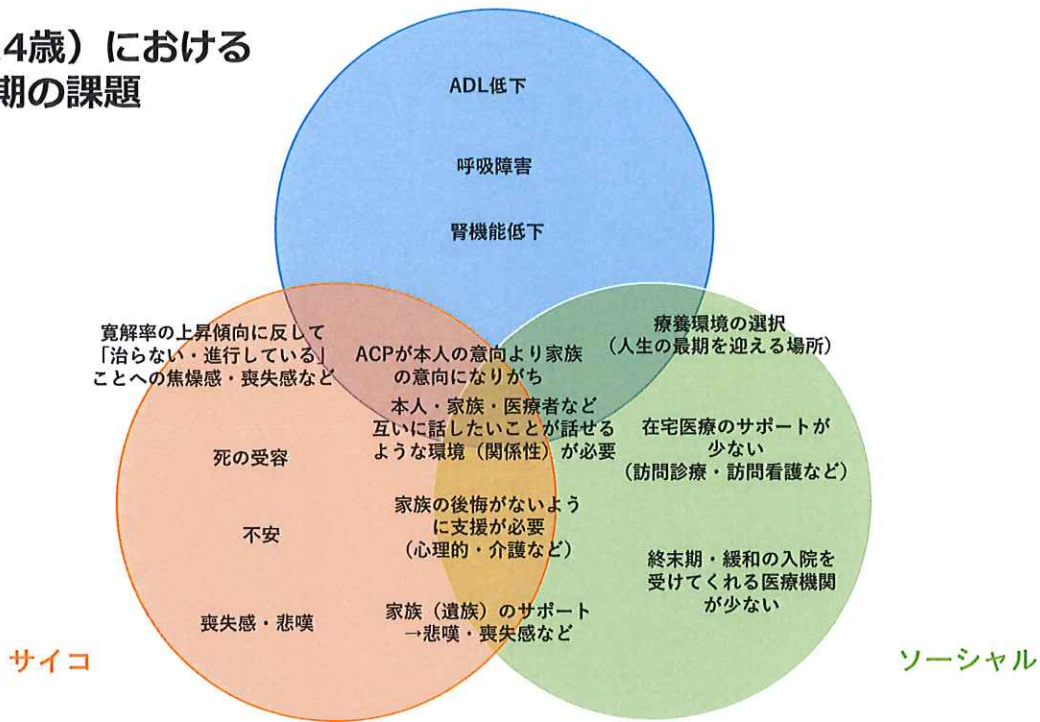 4歳）における
期の課題
ADL低下
呼吸障害
腎機能低下
寛解率の上昇傾向に反して
「治らない・進行している」
ことへの焦燥感・喪失感など
ACPが本人の意向より家族
の意向になりがち
療養環境の選択
（人生の最期を迎える場所）
本人・家族・医療者など
互いに話したいことが話せる
ような環境（関係性）が必要
死の受容
在宅医療のサポートが
少ない
（訪問診療・訪問看護など）
不安
家族の後悔がないよう
に支援が必要
（心理的・介護など）
終末期・緩和の入院を
受けてくれる医療機関
が少ない
喪失感・悲嘆
家族（遺族）のサポート
→悲嘆・喪失感など
サイコ
ソーシャル